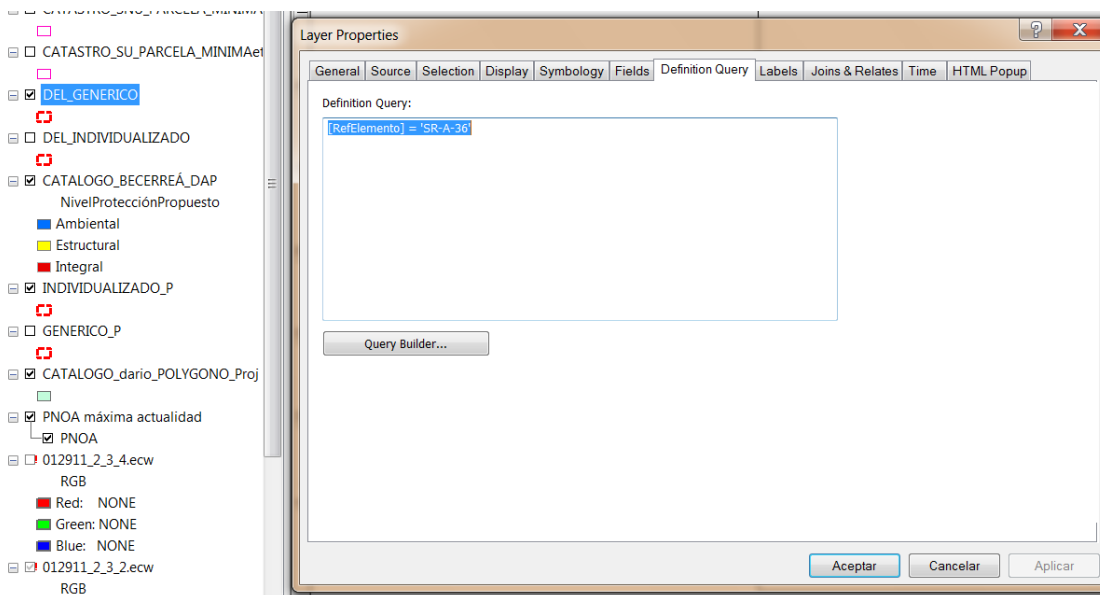 CATASTRO_SU_PARCELA_MINIMAet
DEL_GENERICO
DEL_INDIVIDUALIZADO
CATALOGO_BECERREÁ_DAP
NivelProtecciónPropuesto
Ambiental
Estructural
Integral
INDIVIDUALIZADO_P
GENERICO_P
CATALOGO_dario_POLYGONO_Proj
PNOA máxima actualidad
PNOA
012911_2_3_4.ecw
RGB
Red: NONE
Green: NONE
Blue: NONE
012911_2_3_2.ecw
RGB
Layer Properties
General Source Selection Display Symbology Fields Definition Query Labels Joins & Relates Time HTML Popup
Definition Query:
[RefElemento] = 'SR-A-36'
Query Builder...
Aceptar Cancelar Aplicar